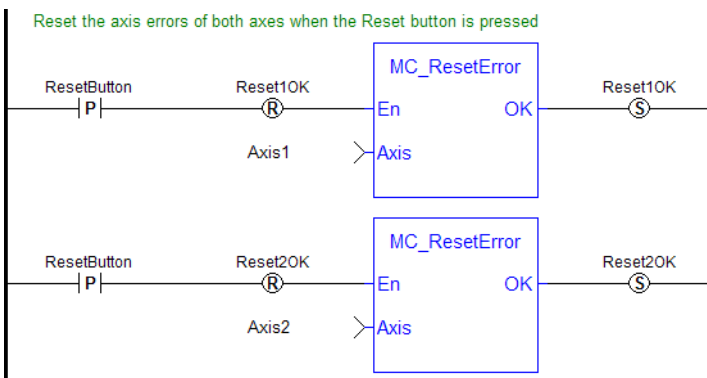 Reset the axis errors of both axes when the Reset button is pressed
MC_ResetError
ResetButton Reset1OK Reset1OK
P R En OK S
Axis1 Axis
MC_ResetError
ResetButton Reset2OK Reset2OK
P R En OK S
Axis2 Axis